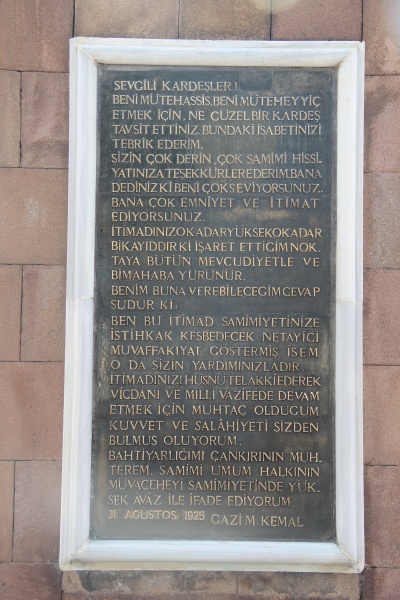 SEVGİLİ KARDEŞLER!
BENİ MÜTEHASSİS, BENİ MÜTEHEYYİÇ
ETMEK İÇİN, NE GÜZEL BİR KARDEŞ
TAVSİT ETTİNİZ. BUNDAKİ İSABETİNİZİ
TEBRİK EDERİM.
SİZİN ÇOK DERİN, ÇOK SAMİMİ HİSSİ.
YATINIZA TEŞEKKÜRLER EDERİM. BANA
DEDİNİZ Kİ BENİ ÇOK SEVİYORSUNUZ.
BANA ÇOK EMNİYET VE İTİMAT
EDİYORSUNUZ.
İTİMADINIZ O KADAR YÜKSEK O KADAR
BİKAYIDDIR Kİ İŞARET ETTİĞİM NOK.
TAYA BÜTÜN MEVCUDİYETLE VE
BİMAHABA YÜRÜNÜR.
BENİM BUNA VEREBİLECEĞİM CEVAP
ŞUDUR Kİ:
BEN BU İTİMAD SAMİMİYETİNİZE
İSTİHKAK KESBEDECEK NETAYİCİ
MUVAFFAKIYAT GÖSTERMİŞ İSEM
O DA SİZİN YARDIMINIZLADIR.
İTİMADINIZI HÜSNÜ TELAKKİ EDEREK
VİCDANİ VE MİLLİ VAZİFEDE DEVAM
ETMEK İÇİN MUHTAÇ OLDUĞUM
KUVVET VE SALÂHİYETİ SİZDEN
BULMUŞ OLUYORUM.
BAHTİYARLIĞIMI ÇANKIRININ MUH-
TEREM, SAMİMİ UMUM HALKININ
MUVACEHEYİ SAMİMİYETİNDE YÜK-
SEK AVAZ İLE İFADE EDİYORUM.
31 AĞUSTOS 1925 GAZİ M. KEMAL